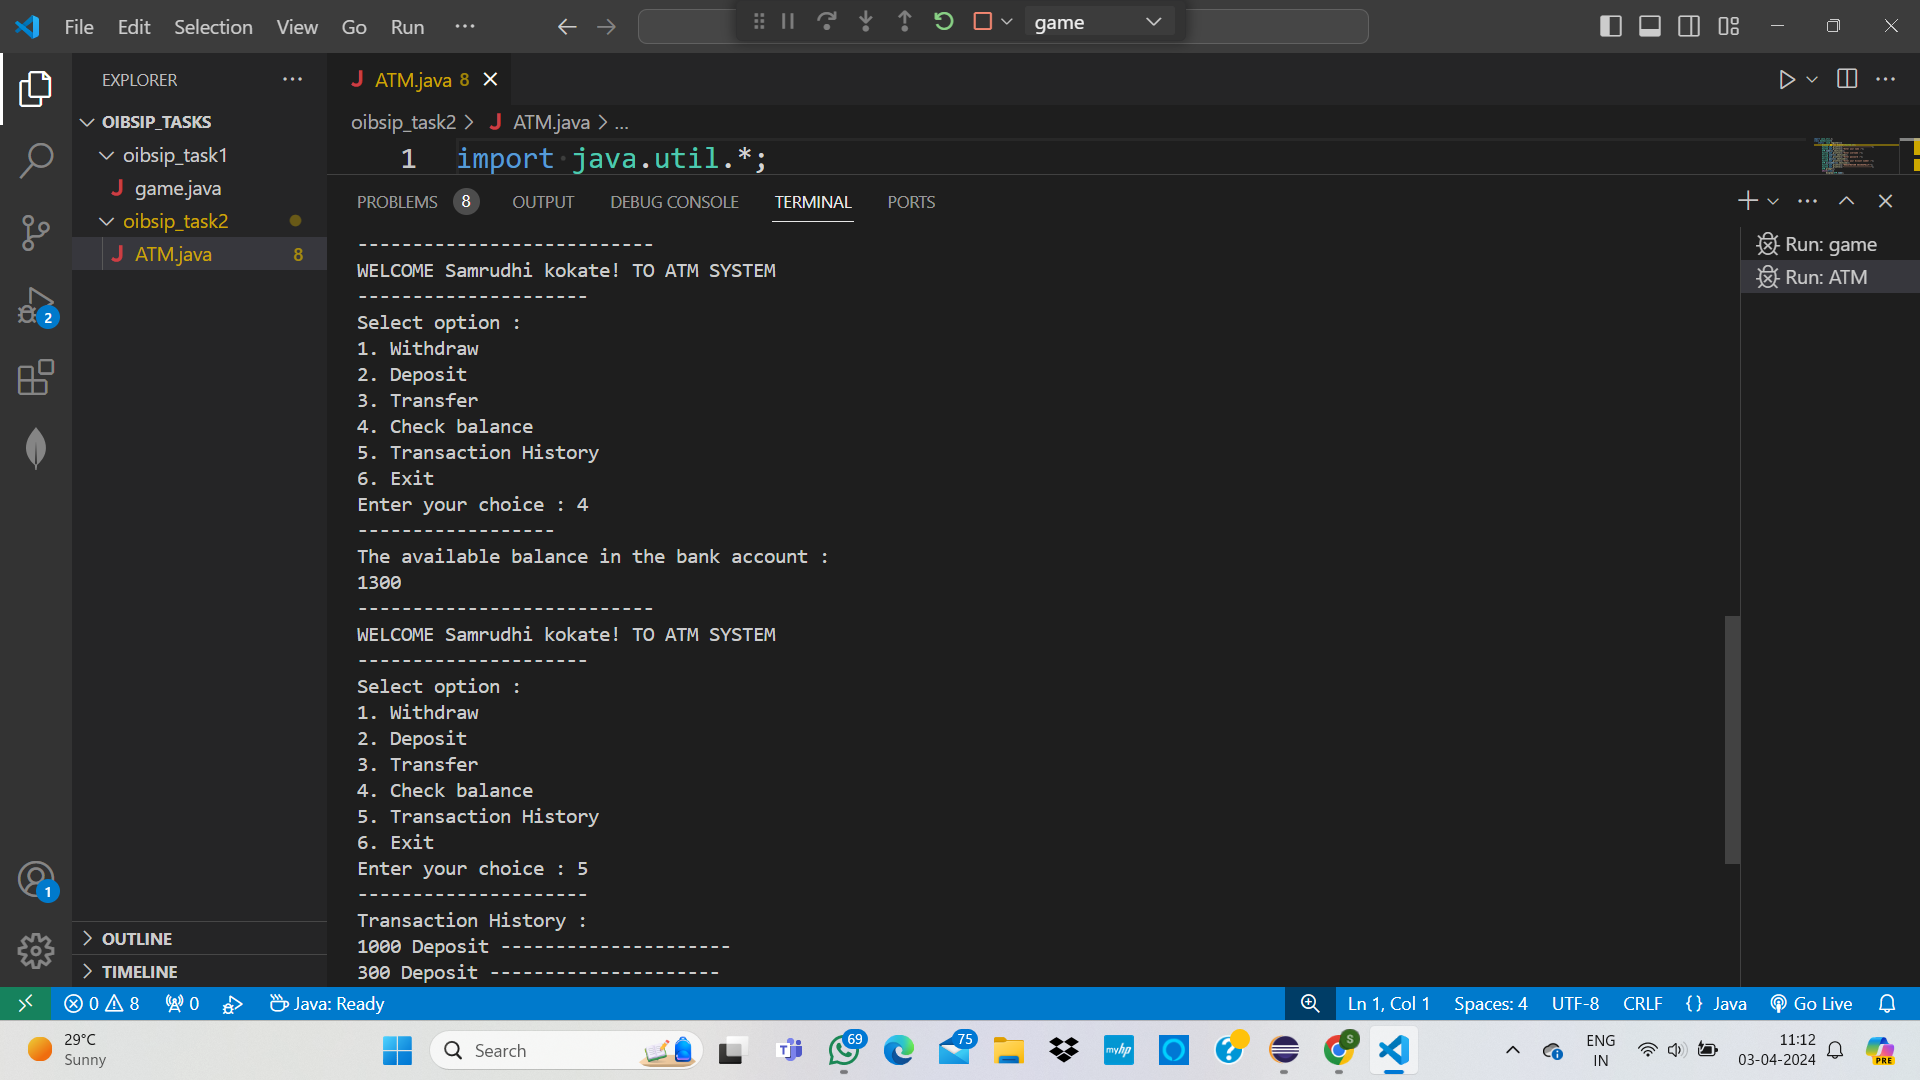 File Edit Selection View Go Run ··· game
EXPLORER ···
OIBSIP_TASKS
oibsip_task1
game.java
oibsip_task2
ATM.java 8
2
1
OUTLINE
TIMELINE
ATM.java 8
oibsip_task2 > ATM.java > ...
1 import java.util.*;
PROBLEMS 8 OUTPUT DEBUG CONSOLE TERMINAL PORTS
Run: game
Run: ATM
---------------------------
WELCOME Samrudhi kokate! TO ATM SYSTEM
---------------------
Select option :
1. Withdraw
2. Deposit
3. Transfer
4. Check balance
5. Transaction History
6. Exit
Enter your choice : 4
------------------
The available balance in the bank account :
1300
---------------------------
WELCOME Samrudhi kokate! TO ATM SYSTEM
---------------------
Select option :
1. Withdraw
2. Deposit
3. Transfer
4. Check balance
5. Transaction History
6. Exit
Enter your choice : 5
---------------------
Transaction History :
1000 Deposit ---------------------
300 Deposit ---------------------
0 8 0 Java: Ready Ln 1, Col 1 Spaces: 4 UTF-8 CRLF {} Java Go Live
29°C
Sunny
Search
69
75
myhp
S
ENG
IN
11:12
03-04-2024
PRE